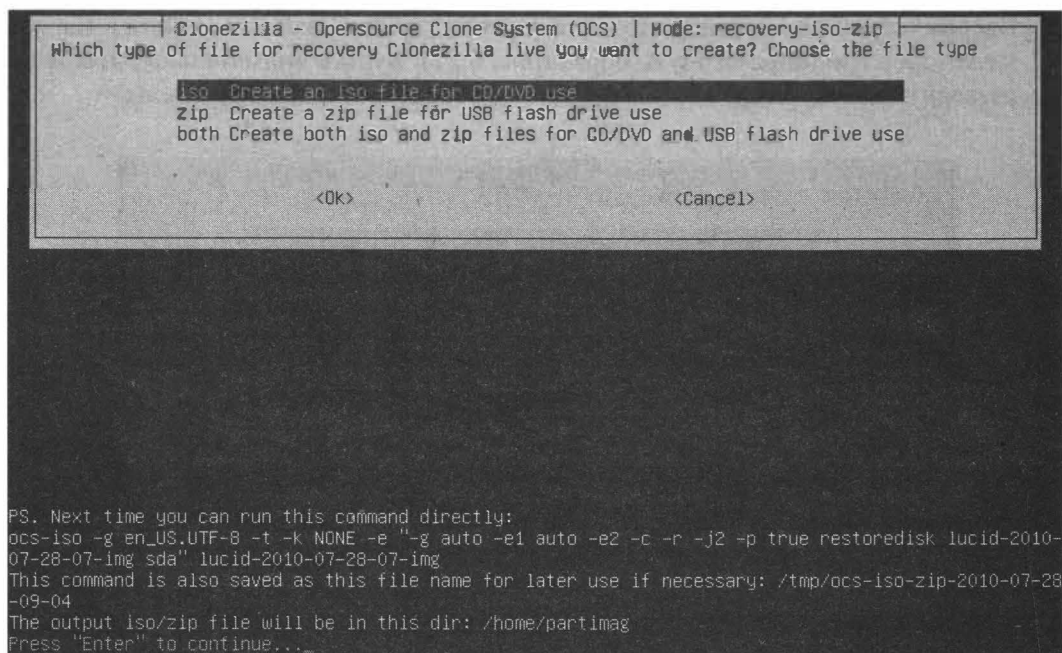 Clonezilla - Opensource Clone System (OCS) | Mode: recovery-iso-zip
Which type of file for recovery Clonezilla live you want to create? Choose the file type
iso Create an iso file for CD/DVD use
zip Create a zip file for USB flash drive use
both Create both iso and zip files for CD/DVD and USB flash drive use
<Ok> <Cancel>
PS. Next time you can run this command directly:
ocs-iso -g en_US.UTF-8 -t -k NONE -e "-g auto -e1 auto -e2 -c -r -j2 -p true restoredisk lucid-2010-
07-28-07-img sda" lucid-2010-07-28-07-img
This command is also saved as this file name for later use if necessary: /tmp/ocs-iso-zip-2010-07-28
-09-04
The output iso/zip file will be in this dir: /home/partimag
Press "Enter" to continue..._